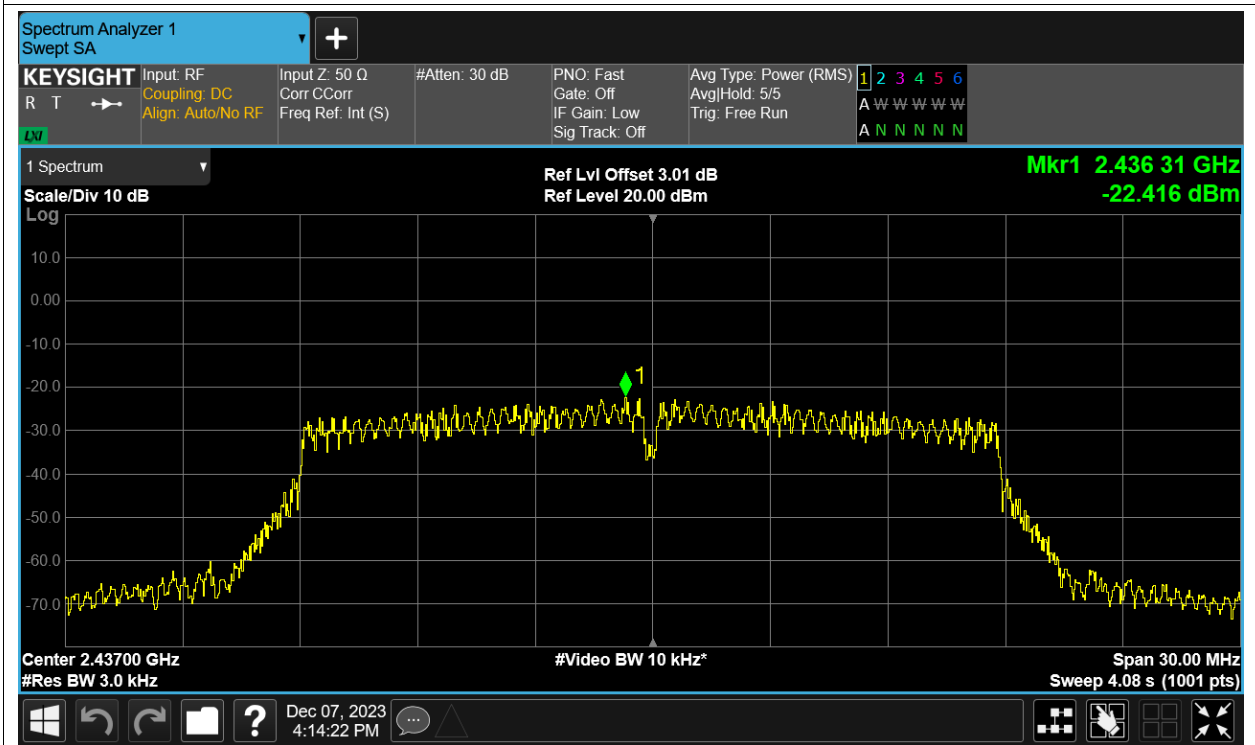 Spectrum Analyzer 1
Swept SA
+
KEYSIGHT
R T
LXI
Input: RF
Coupling: DC
Align: Auto/No RF
Input Z: 50 Ω
Corr CCorr
Freq Ref: Int (S)
#Atten: 30 dB
PNO: Fast
Gate: Off
IF Gain: Low
Sig Track: Off
Avg Type: Power (RMS)
Avg|Hold: 5/5
Trig: Free Run
1 2 3 4 5 6
A W W W W W
A N N N N N
1 Spectrum
Scale/Div 10 dB
Log
Ref Lvl Offset 3.01 dB
Ref Level 20.00 dBm
Mkr1 2.436 31 GHz
-22.416 dBm
10.0
0.00
-10.0
-20.0
-30.0
-40.0
-50.0
-60.0
-70.0
1
Center 2.43700 GHz
#Res BW 3.0 kHz
#Video BW 10 kHz*
Span 30.00 MHz
Sweep 4.08 s (1001 pts)
?
Dec 07, 2023
4:14:22 PM